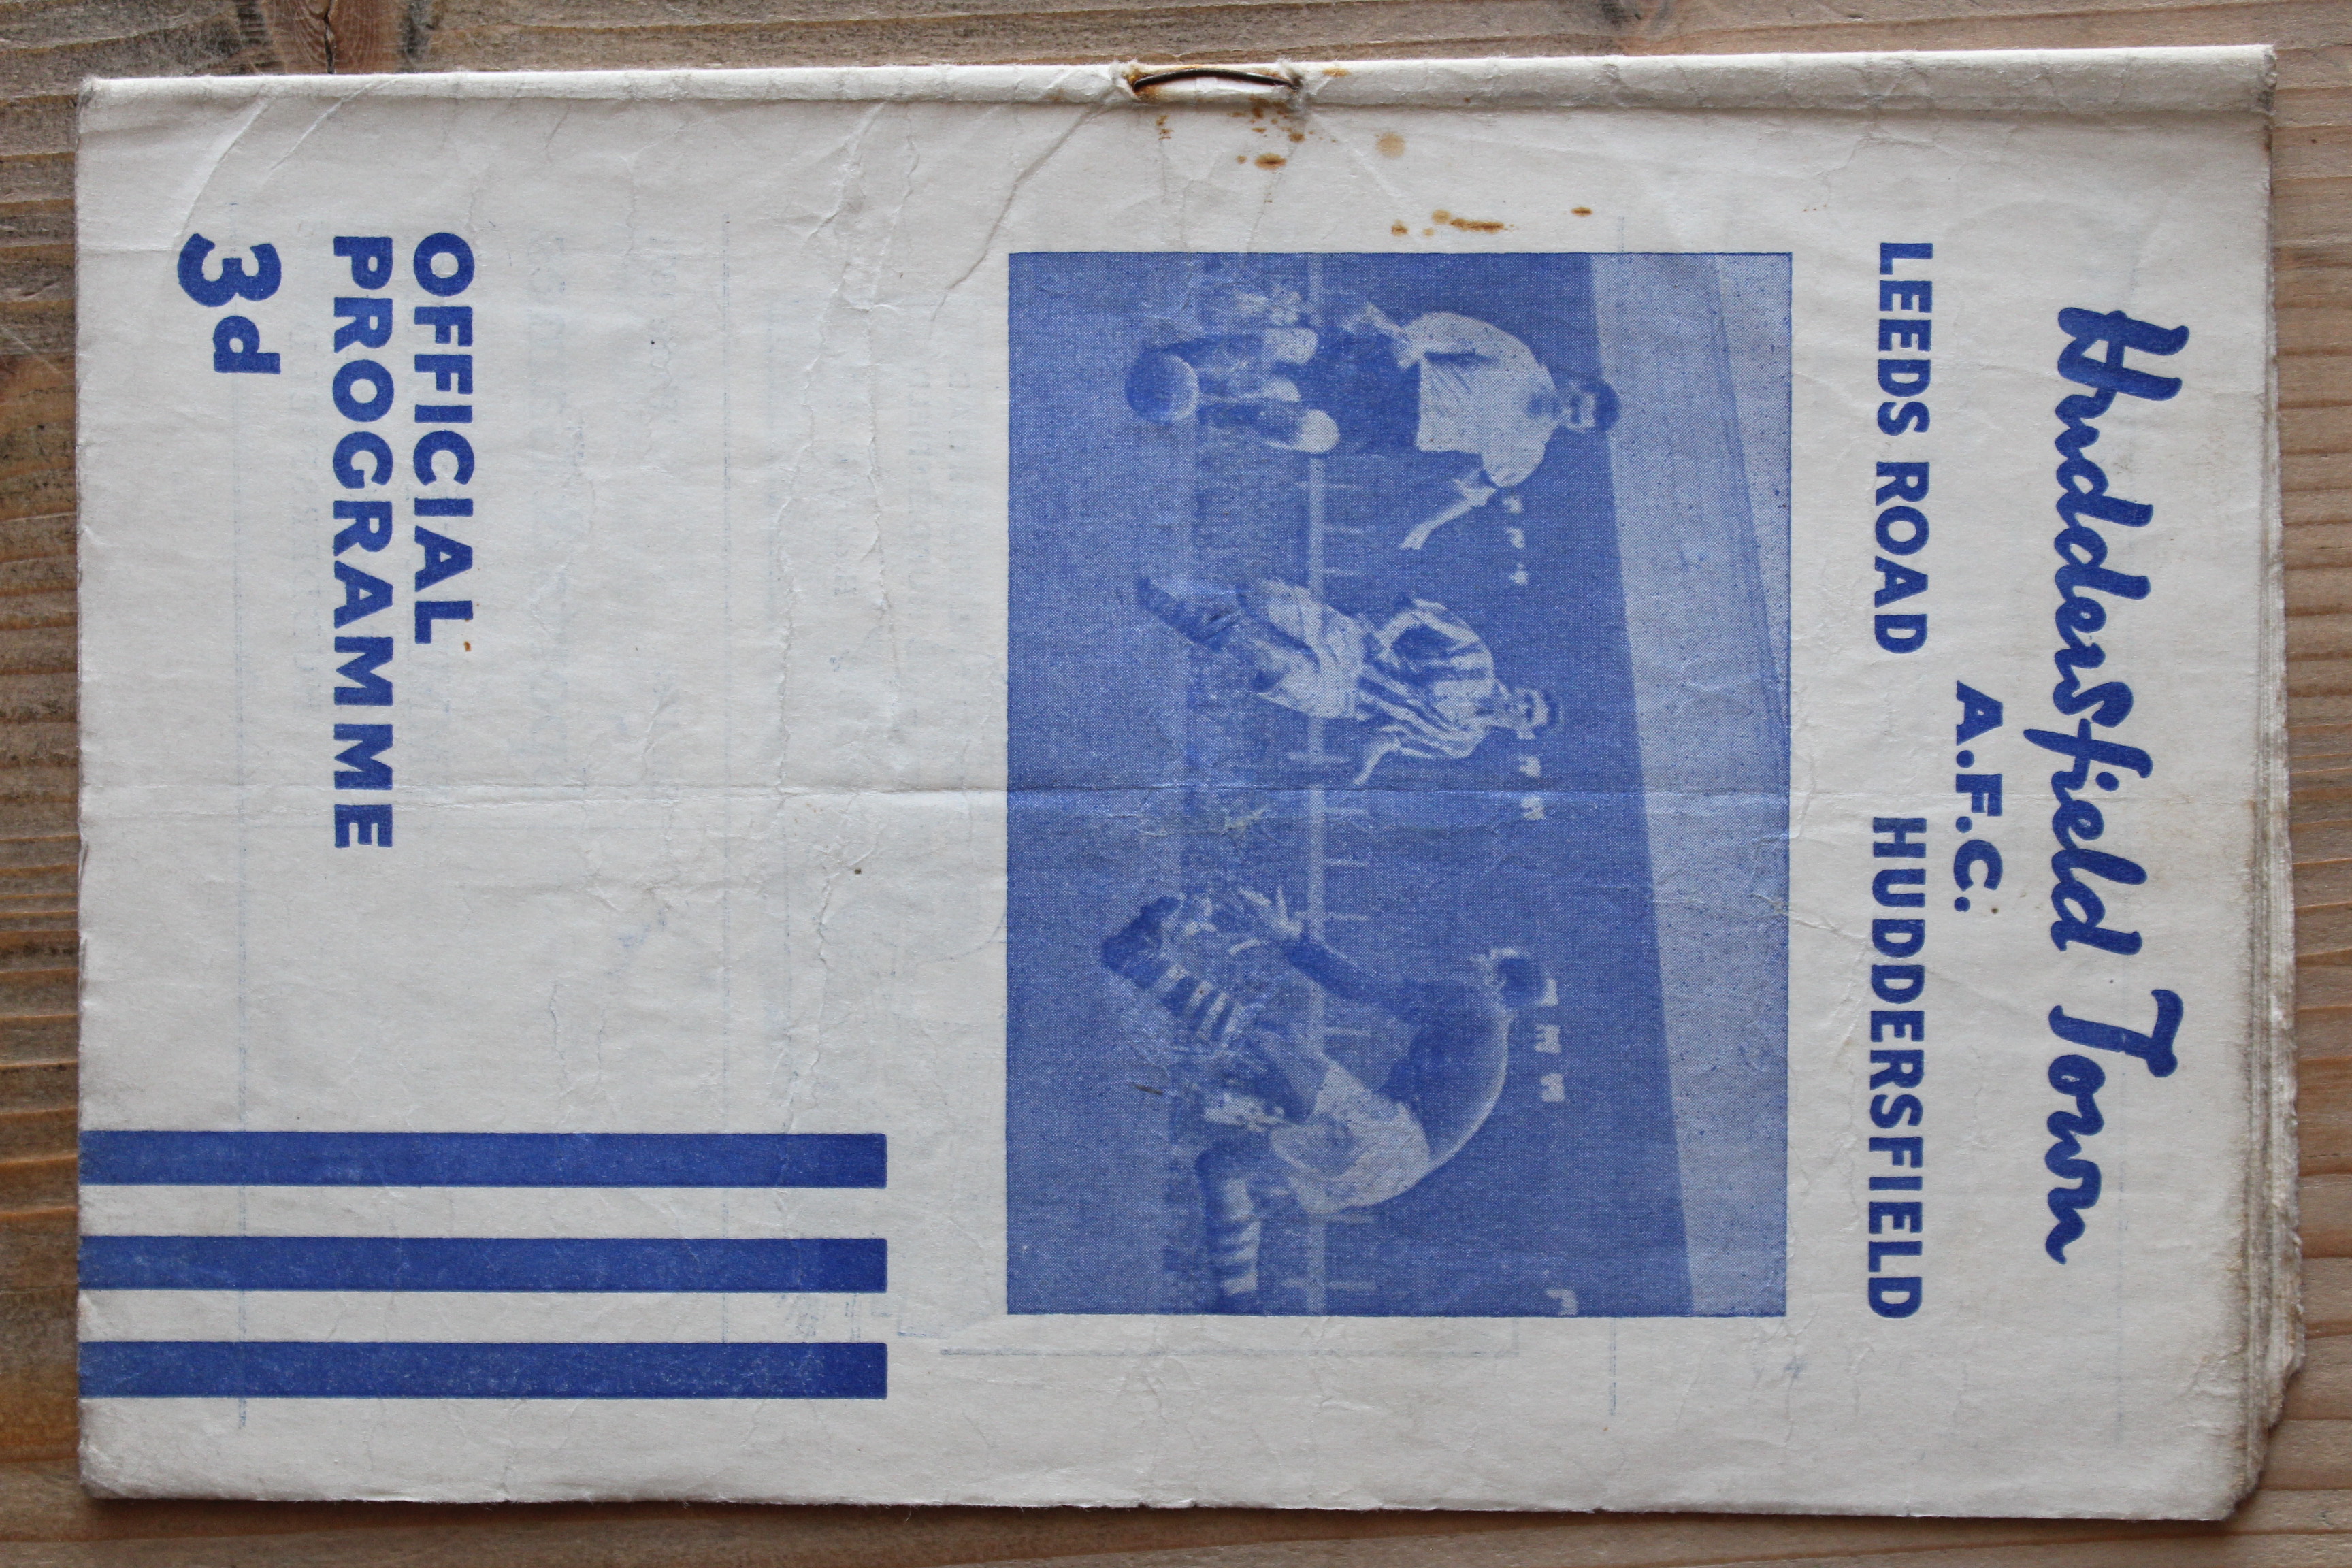 Huddersfield Town
A.F.C.
LEEDS ROAD HUDDERSFIELD
OFFICIAL
PROGRAMME
3d